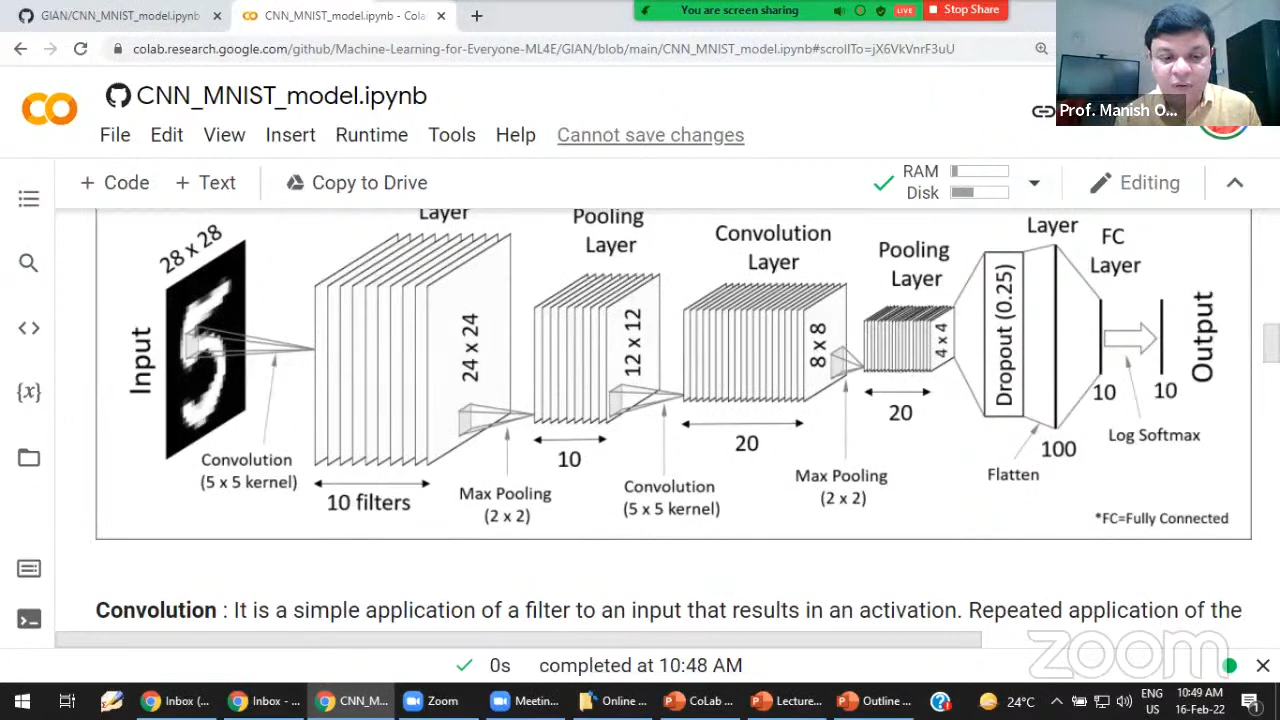 GIAN/CNN_MNIST_model.ipynb
CNN_MNIST_model.ipynb - Cola
You are screen sharing
LIVE
Stop Share
colab.research.google.com/github/Machine-Learning-for-Everyone-ML4E/GIAN/blob/main/CNN_MNIST_model.ipynb#scrollTo=jX6VkVnrF3uU
Prof. Manish O...
CNN_MNIST_model.ipynb
File Edit View Insert Runtime Tools Help Cannot save changes
+ Code + Text Copy to Drive
RAM
Disk
Editing
Layer
Pooling
Layer
Convolution
Layer
Pooling
Layer
Layer
FC
Layer
Input
28 x 28
24 x 24
12 x 12
8 x 8
4 x 4
Dropout (0.25)
Output
Convolution
(5 x 5 kernel)
10 filters
Max Pooling
(2 x 2)
10
Convolution
(5 x 5 kernel)
20
Max Pooling
(2 x 2)
20
Flatten
100
10
10
Log Softmax
*FC=Fully Connected
{x}
Convolution : It is a simple application of a filter to an input that results in an activation. Repeated application of the
zoom
0s completed at 10:48 AM
Inbox (...
Inbox - ...
CNN_M...
Zoom
Meetin...
Online ...
CoLab ...
Lecture...
Outline ...
24°C
ENG
US
10:49 AM
16-Feb-22
1